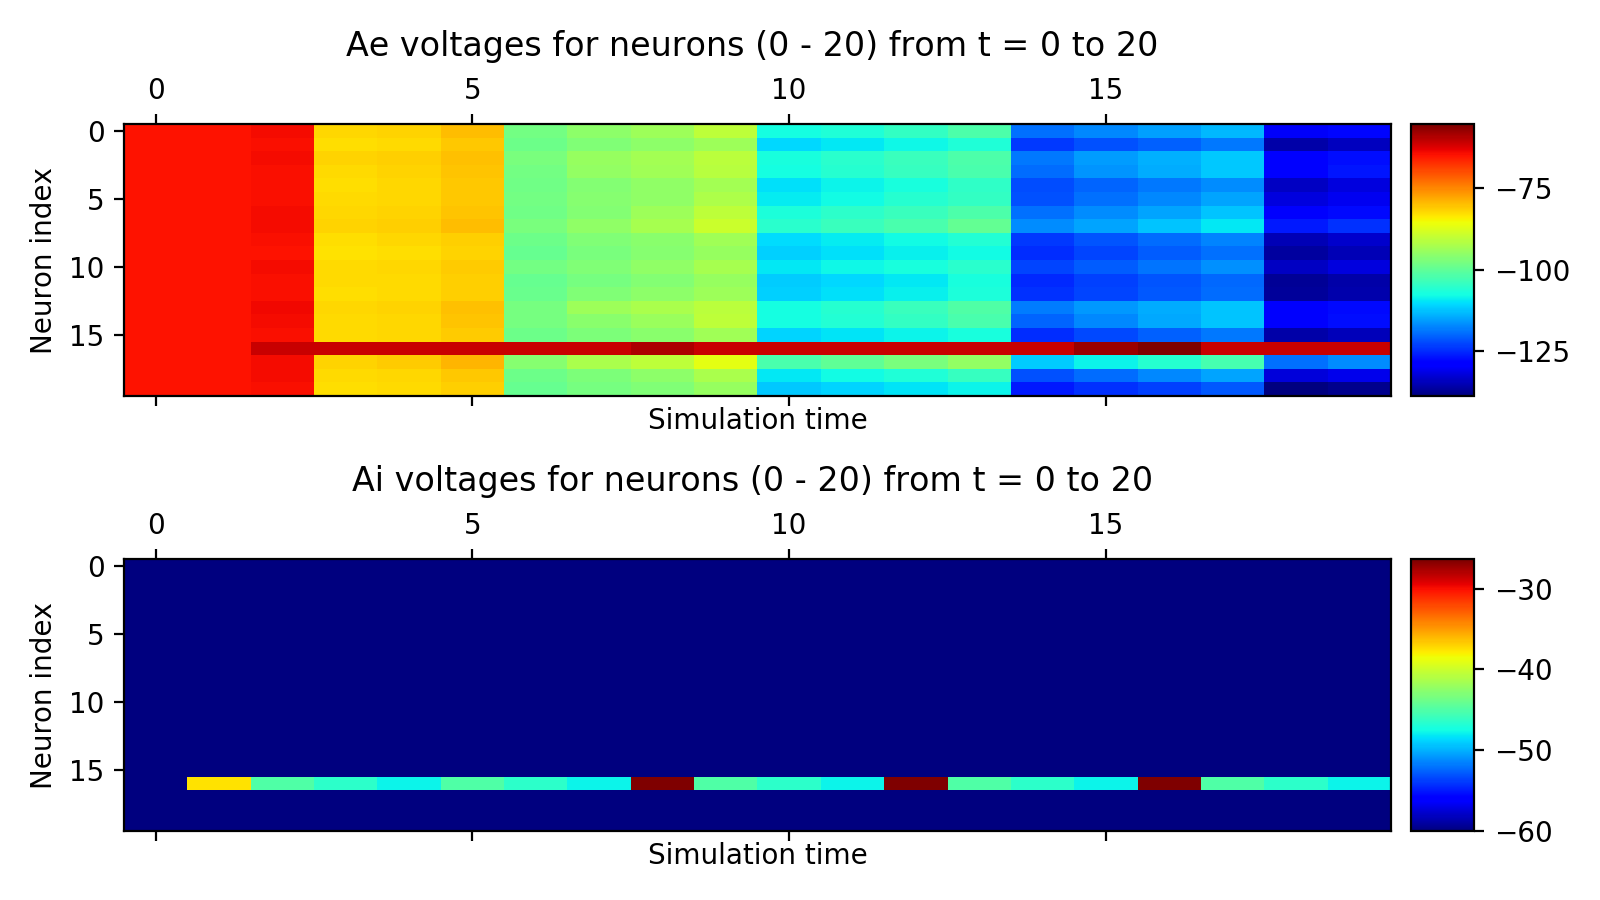 Ae voltages for neurons (0 - 20) from t = 0 to 20
0 5 10 15
Neuron index
0
5
10
15
−75
−100
−125
Simulation time
Ai voltages for neurons (0 - 20) from t = 0 to 20
0 5 10 15
Neuron index
0
5
10
15
−30
−40
−50
−60
Simulation time